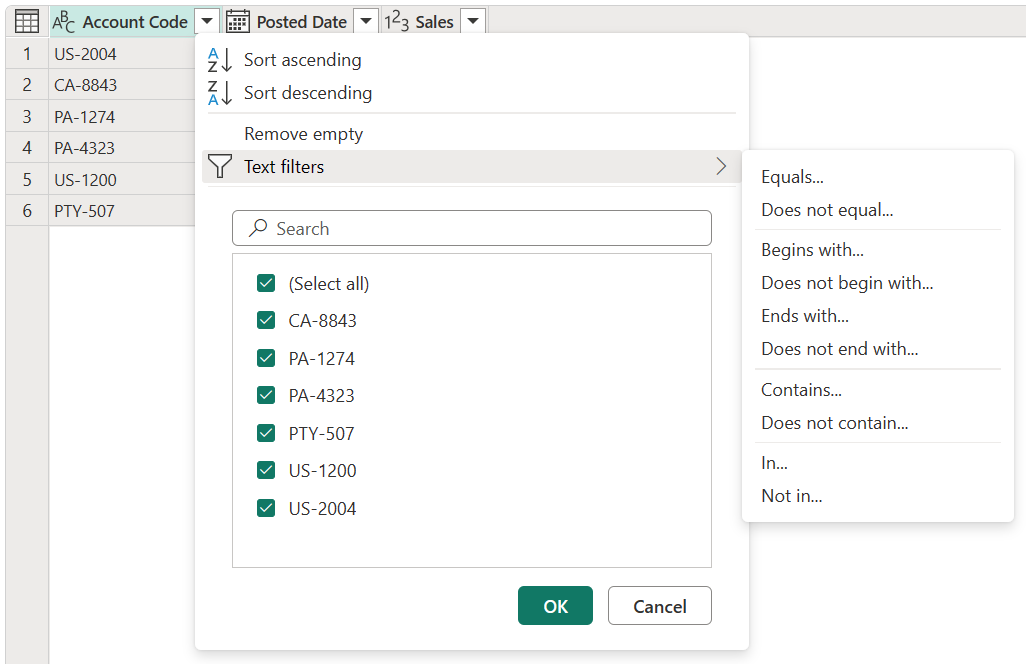 ABC Account Code Posted Date 123 Sales
1 US-2004
2 CA-8843
3 PA-1274
4 PA-4323
5 US-1200
6 PTY-507
A Z Sort ascending
Z A Sort descending
Remove empty
Text filters
Search
(Select all)
CA-8843
PA-1274
PA-4323
PTY-507
US-1200
US-2004
OK Cancel
Equals...
Does not equal...
Begins with...
Does not begin with...
Ends with...
Does not end with...
Contains...
Does not contain...
In...
Not in...